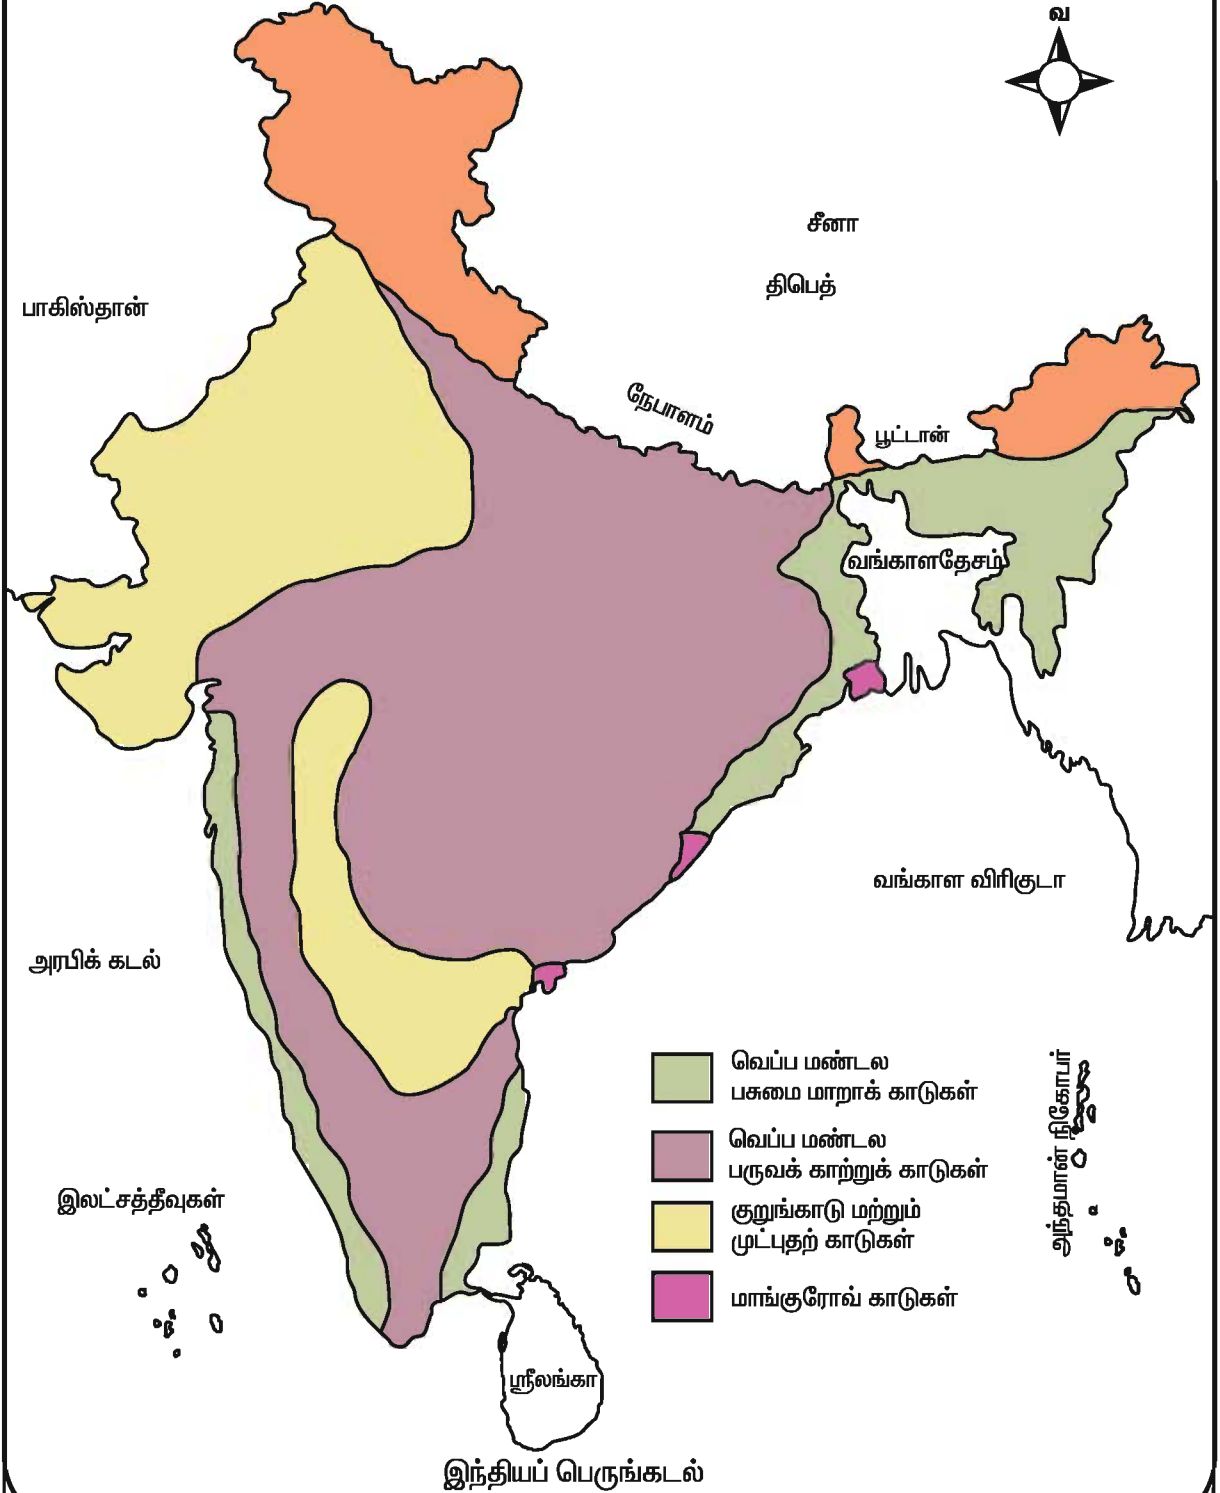 வ
சீனா
திபெத்
பாகிஸ்தான்
நேபாளம்
பூட்டான்
வங்காளதேசம்
வங்காள விரிகுடா
அரபிக் கடல்
வெப்ப மண்டல
பசுமை மாறாக் காடுகள்
வெப்ப மண்டல
பருவக் காற்றுக் காடுகள்
குறுங்காடு மற்றும்
முட்புதற் காடுகள்
மாங்குரோவ் காடுகள்
அந்தமான் நிகோபர்
இலட்சத்தீவுகள்
ஸ்ரீலங்கா
இந்தியப் பெருங்கடல்